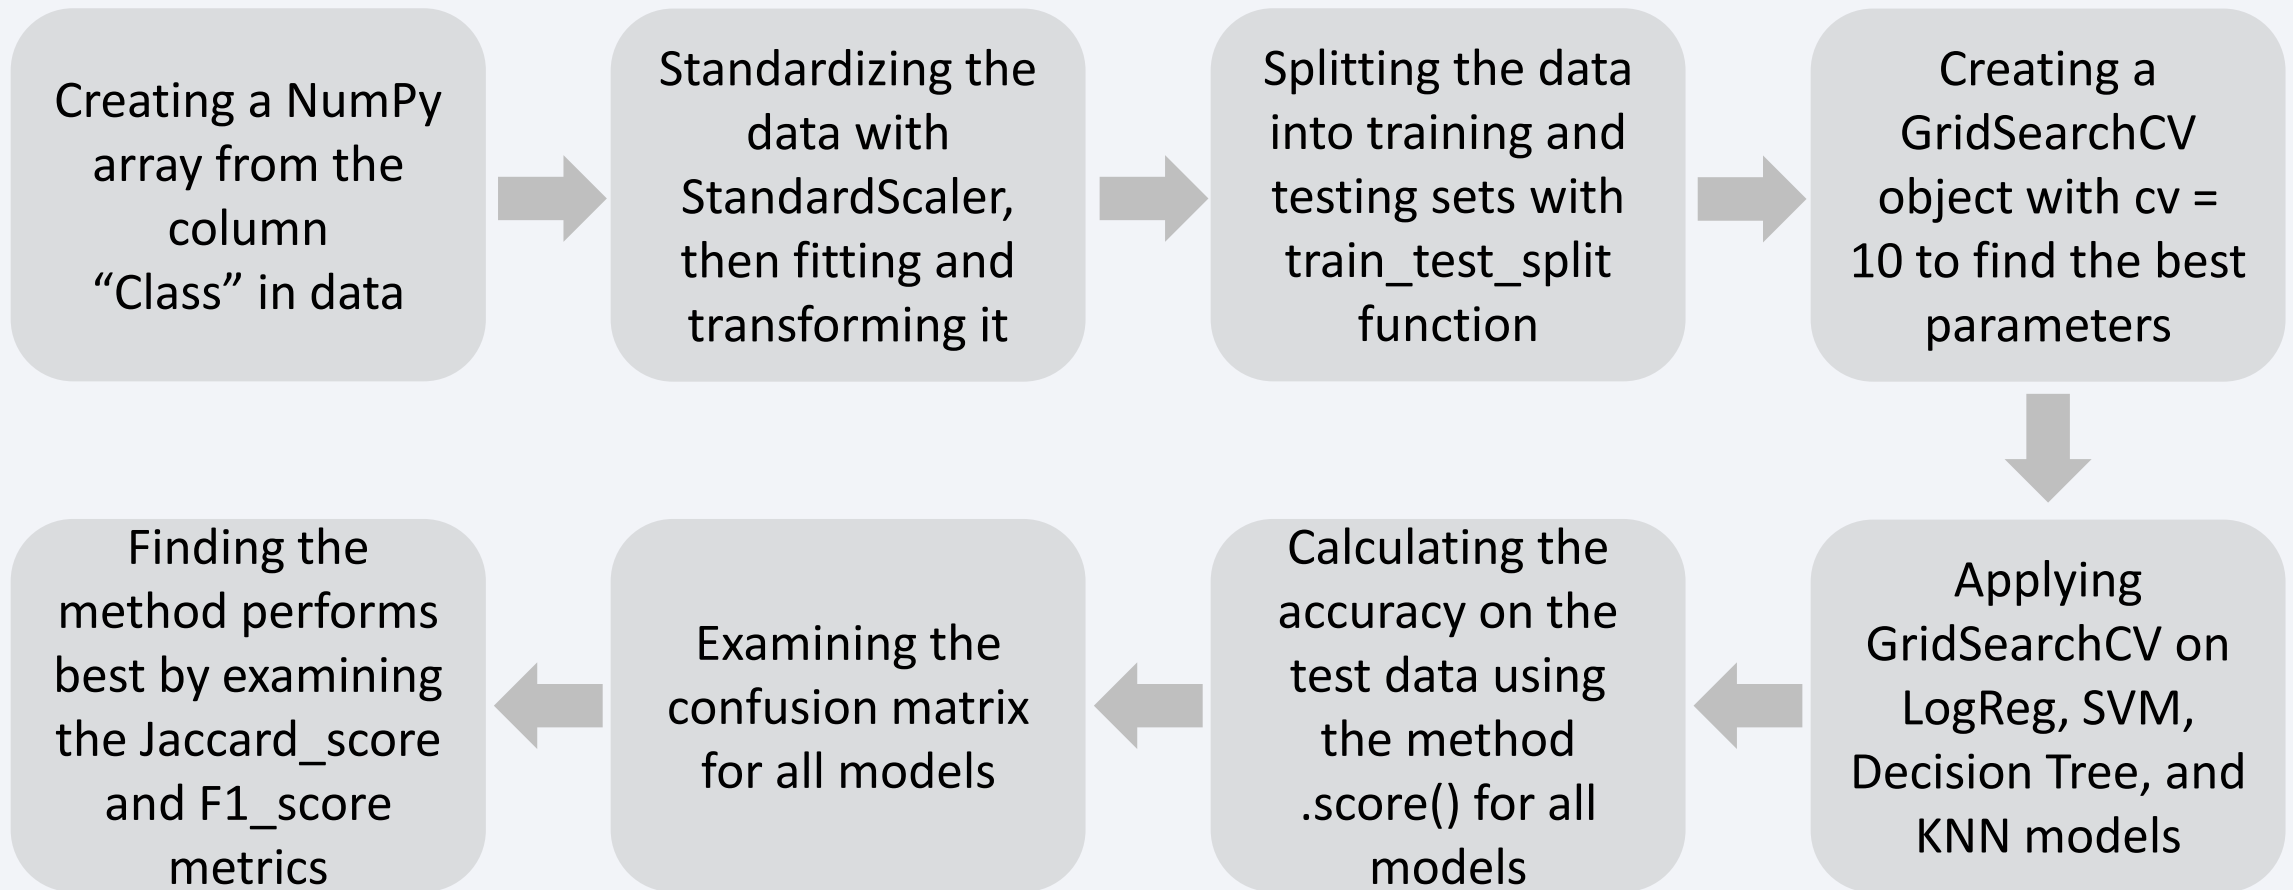 Creating a NumPy
array from the
column
“Class” in data
Standardizing the
data with
StandardScaler,
then fitting and
transforming it
Splitting the data
into training and
testing sets with
train_test_split
function
Creating a
GridSearchCV
object with cv =
10 to find the best
parameters
Applying
GridSearchCV on
LogReg, SVM,
Decision Tree, and
KNN models
Calculating the
accuracy on the
test data using
the method
.score() for all
models
Examining the
confusion matrix
for all models
Finding the
method performs
best by examining
the Jaccard_score
and F1_score
metrics